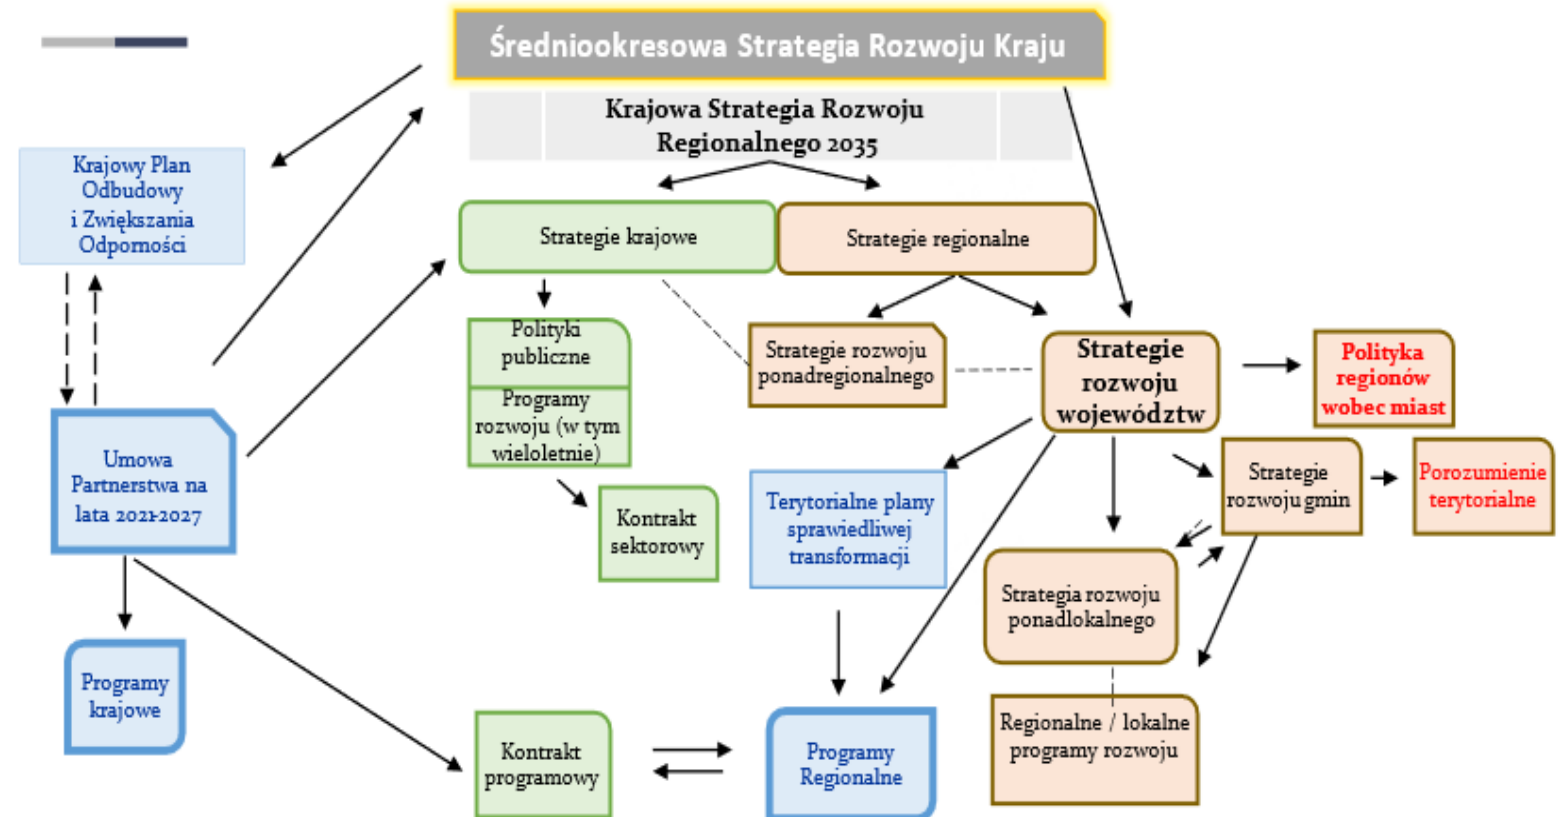 Średniookresowa Strategia Rozwoju Kraju
Krajowa Strategia Rozwoju
Regionalnego 2035
Krajowy Plan
Odbudowy
i Zwiększania
Odporności
Strategie krajowe
Strategie regionalne
Polityki
publiczne
Programy
rozwoju (w tym
wieloletnie)
Strategie rozwoju
ponadregionalnego
Strategie
rozwoju
województw
Polityka
regionów
wobec miast
Umowa
Partnerstwa na
lata 2021-2027
Kontrakt
sektorowy
Terytorialne plany
sprawiedliwej
transformacji
Strategie
rozwoju gmin
Porozumienie
terytorialne
Strategia rozwoju
ponadlokalnego
Programy
krajowe
Kontrakt
programowy
Programy
Regionalne
Regionalne / lokalne
programy rozwoju